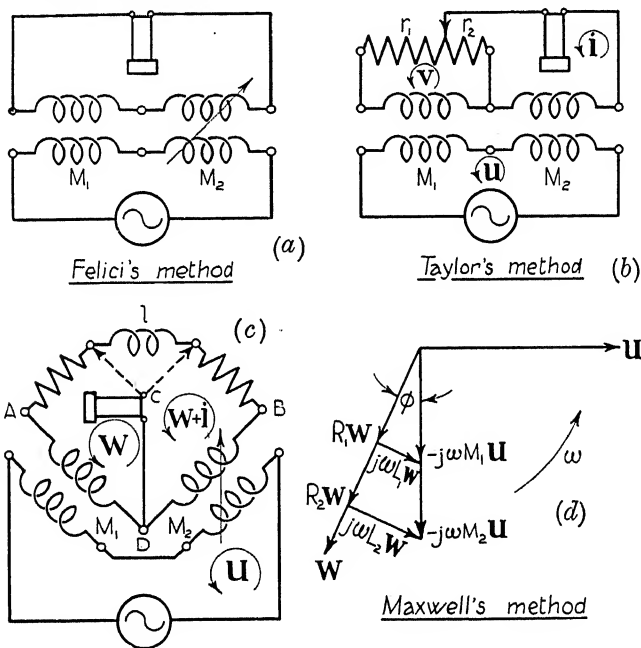 r₁ r₂
i
v
M₁ M₂
u
M₁ M₂
(a)
Felici's method
(b)
Taylor's method
(c)
l
A
C
B
w
w+i
D
M₁ M₂
u
u
φ
R₁w
jωL₁w
-jωM₁u
ω
R₂w
jωL₂w
-jωM₂u
w
(d)
Maxwell's method